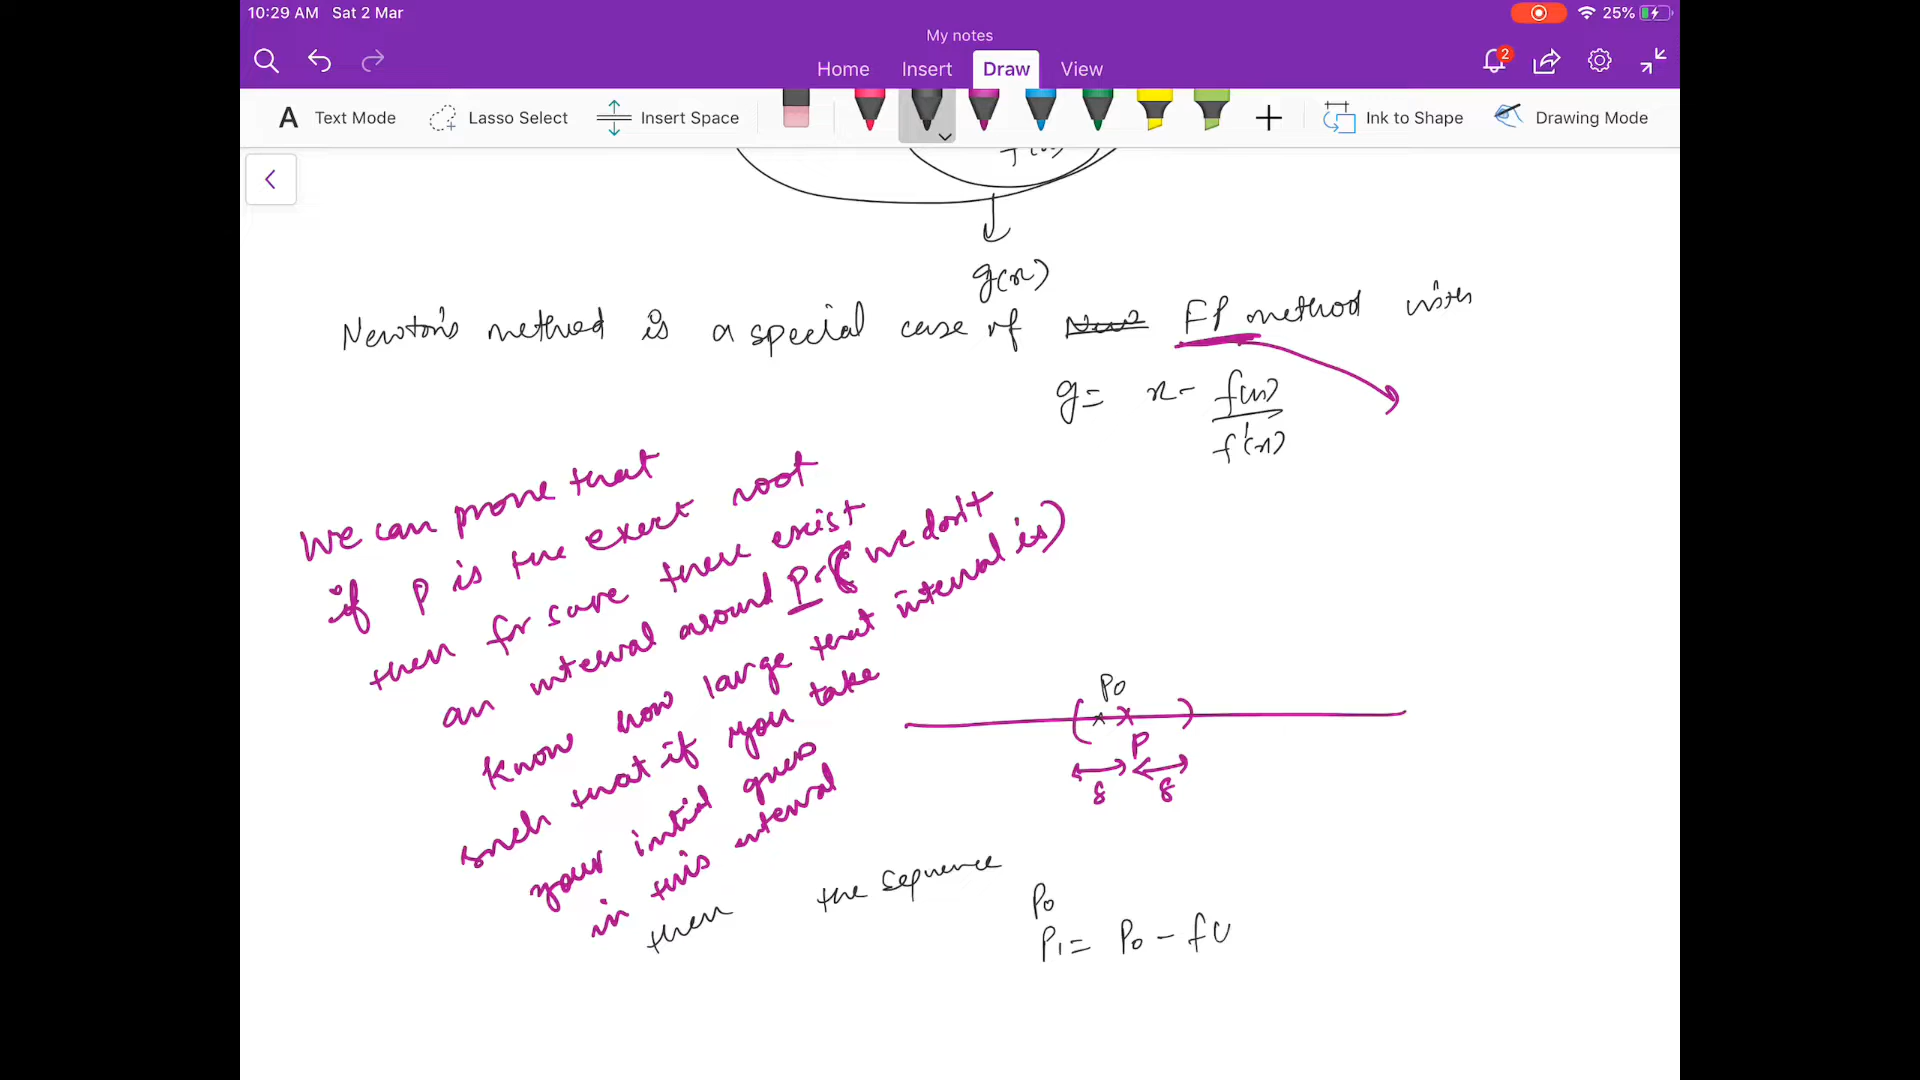 10:29 AM Sat 2 Mar
25%
My notes
2
Home Insert Draw View
A Text Mode Lasso Select Insert Space Ink to Shape Drawing Mode
g(x)
Newton's method is a special case of FP method with
g = x - f(x)
f'(x)
We can prove that
if p is the exact root
then for sure there exist
an interval around p. (we don't
know how large that interval is)
such that if you take
your initial guess
in this interval
P0
P
δ δ
then the sequence
P0
P1 = P0 - f(